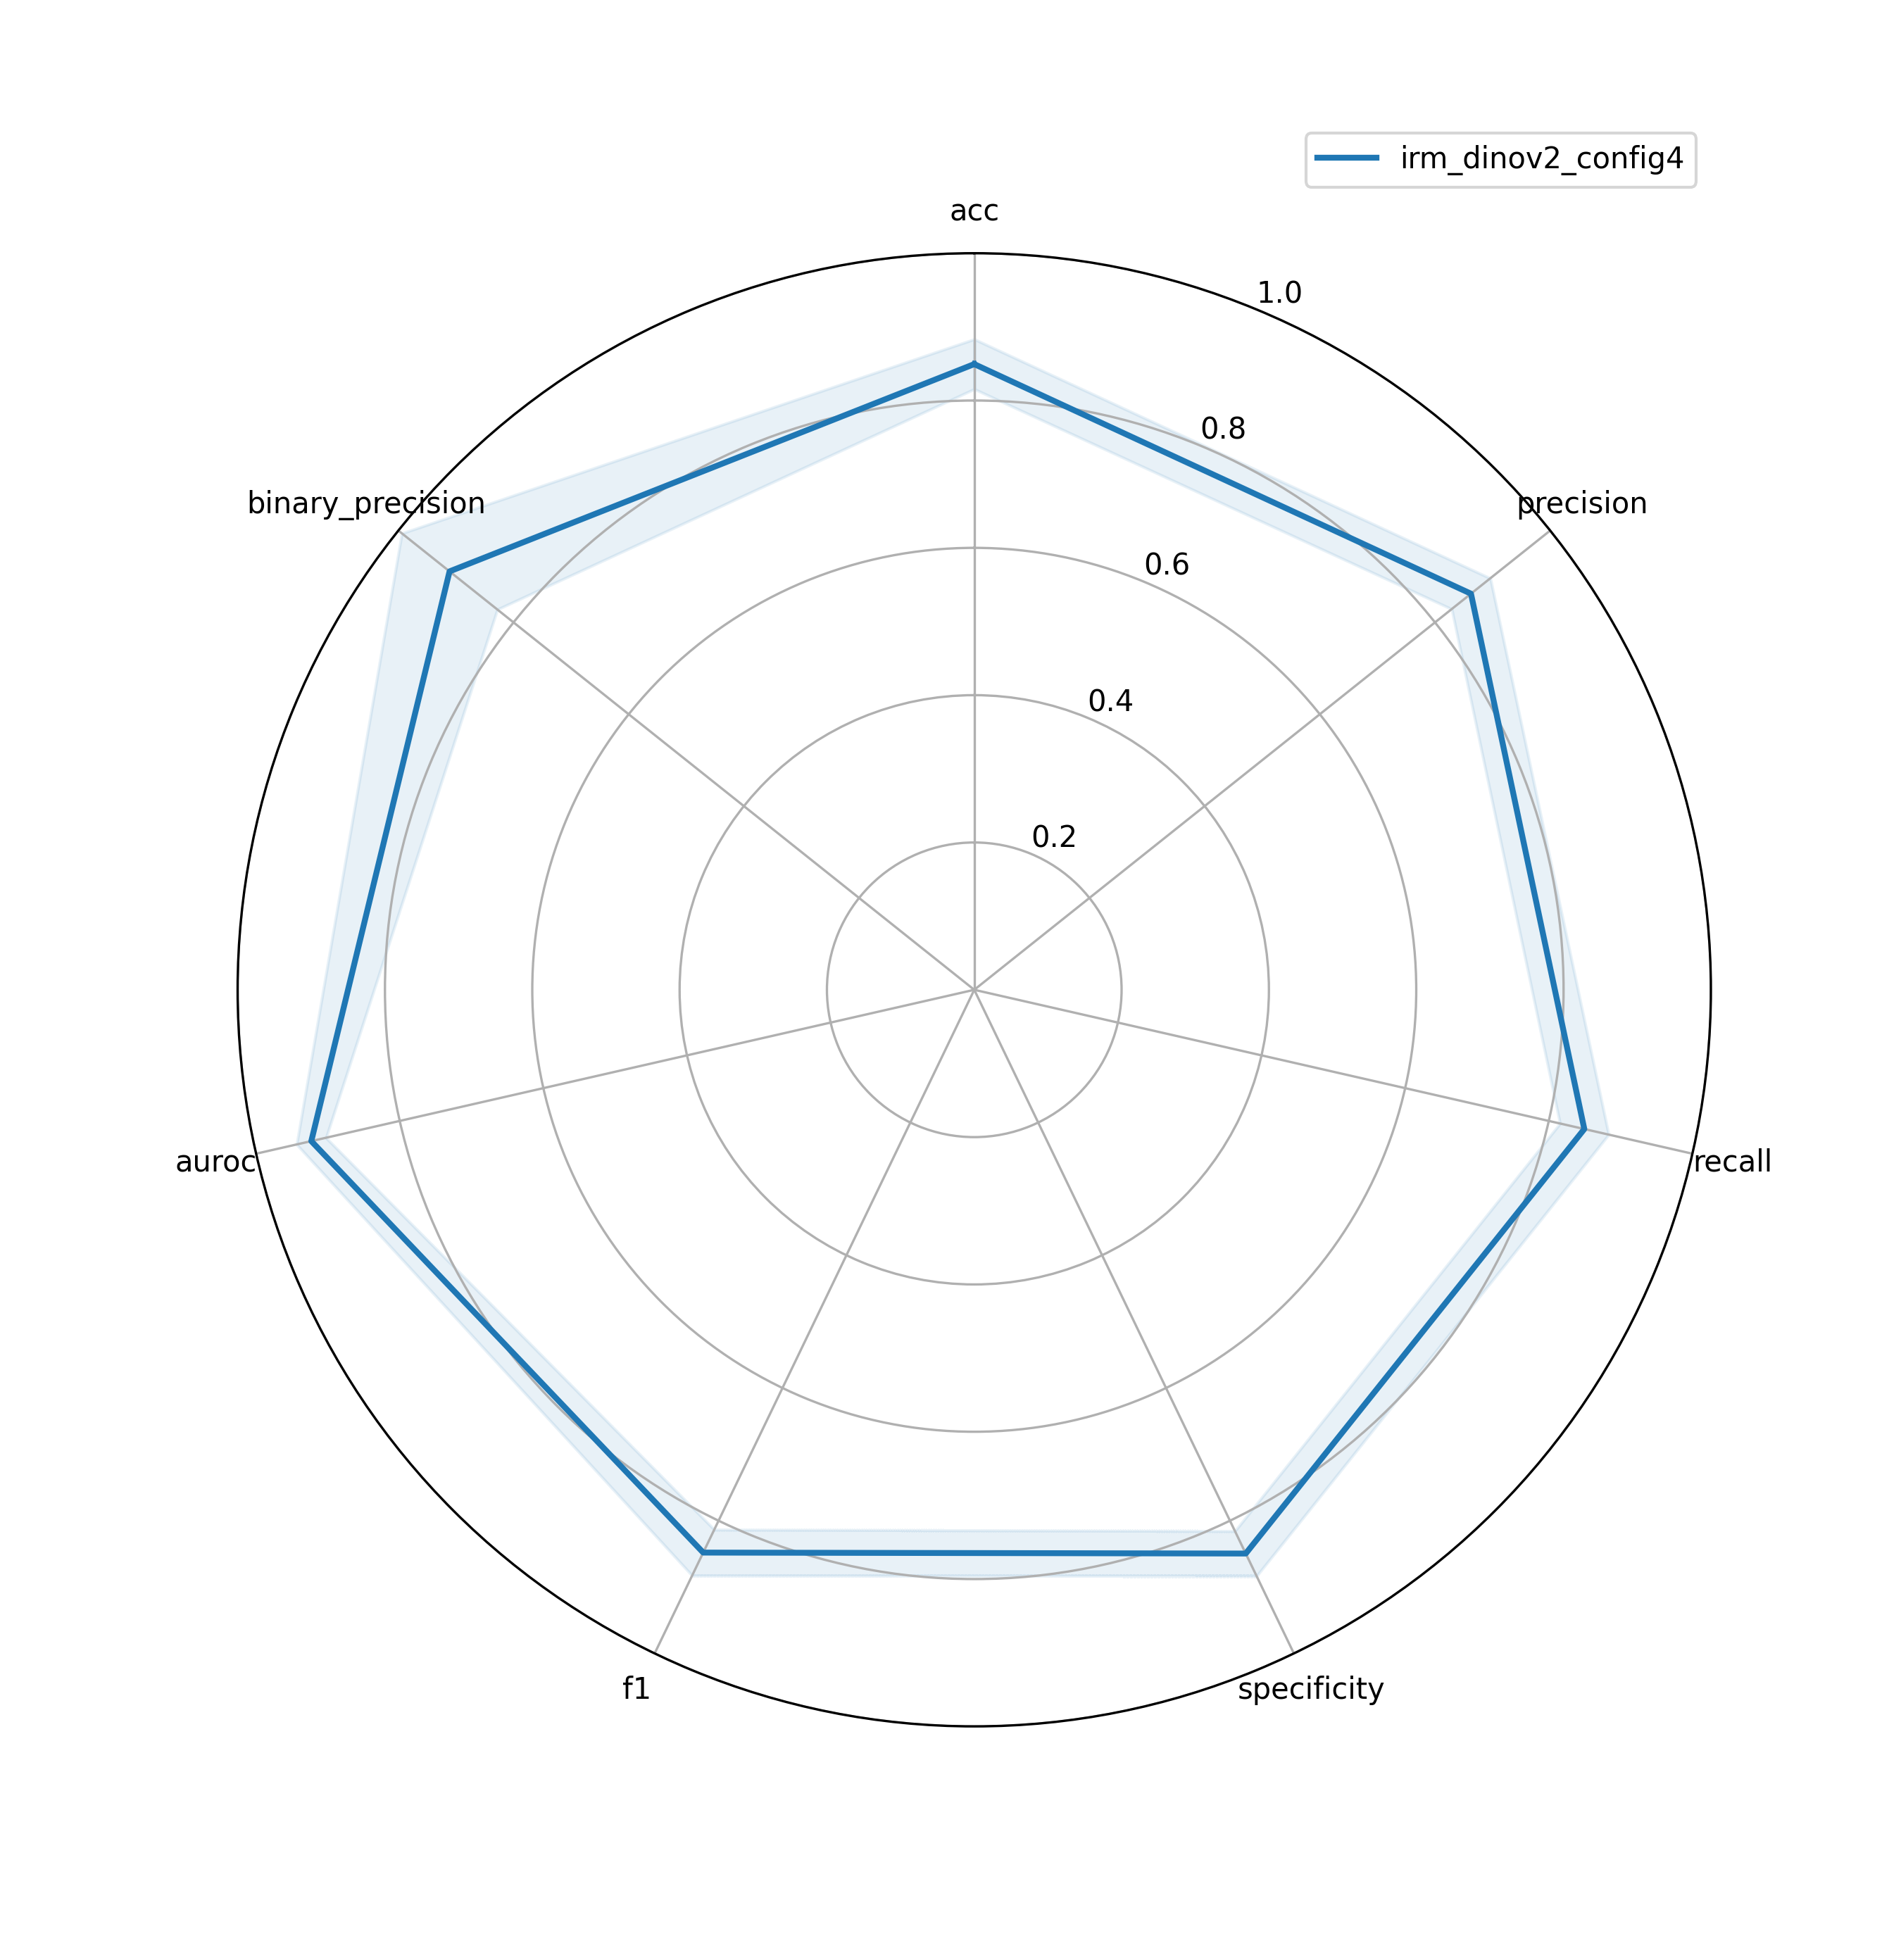 irm_dinov2_config4
acc
1.0
0.8
binary_precision
precision
0.6
0.4
0.2
auroc
recall
f1
specificity